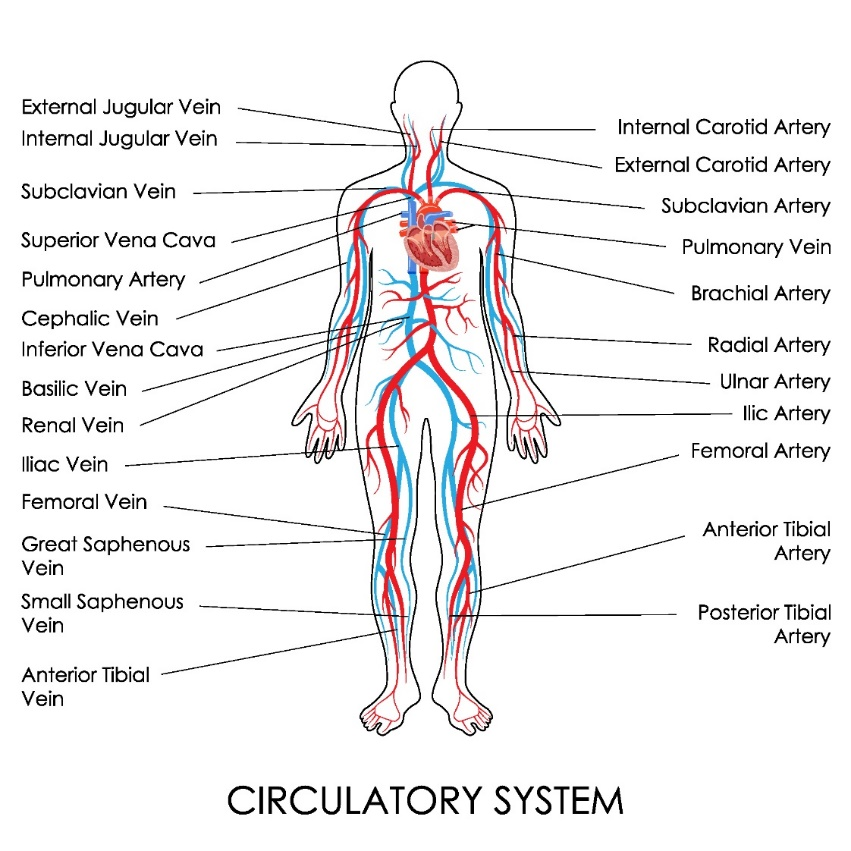 External Jugular Vein
Internal Jugular Vein
Subclavian Vein
Superior Vena Cava
Pulmonary Artery
Cephalic Vein
Inferior Vena Cava
Basilic Vein
Renal Vein
Iliac Vein
Femoral Vein
Great Saphenous
Vein
Small Saphenous
Vein
Anterior Tibial
Vein
Internal Carotid Artery
External Carotid Artery
Subclavian Artery
Pulmonary Vein
Brachial Artery
Radial Artery
Ulnar Artery
Ilic Artery
Femoral Artery
Anterior Tibial
Artery
Posterior Tibial
Artery
CIRCULATORY SYSTEM